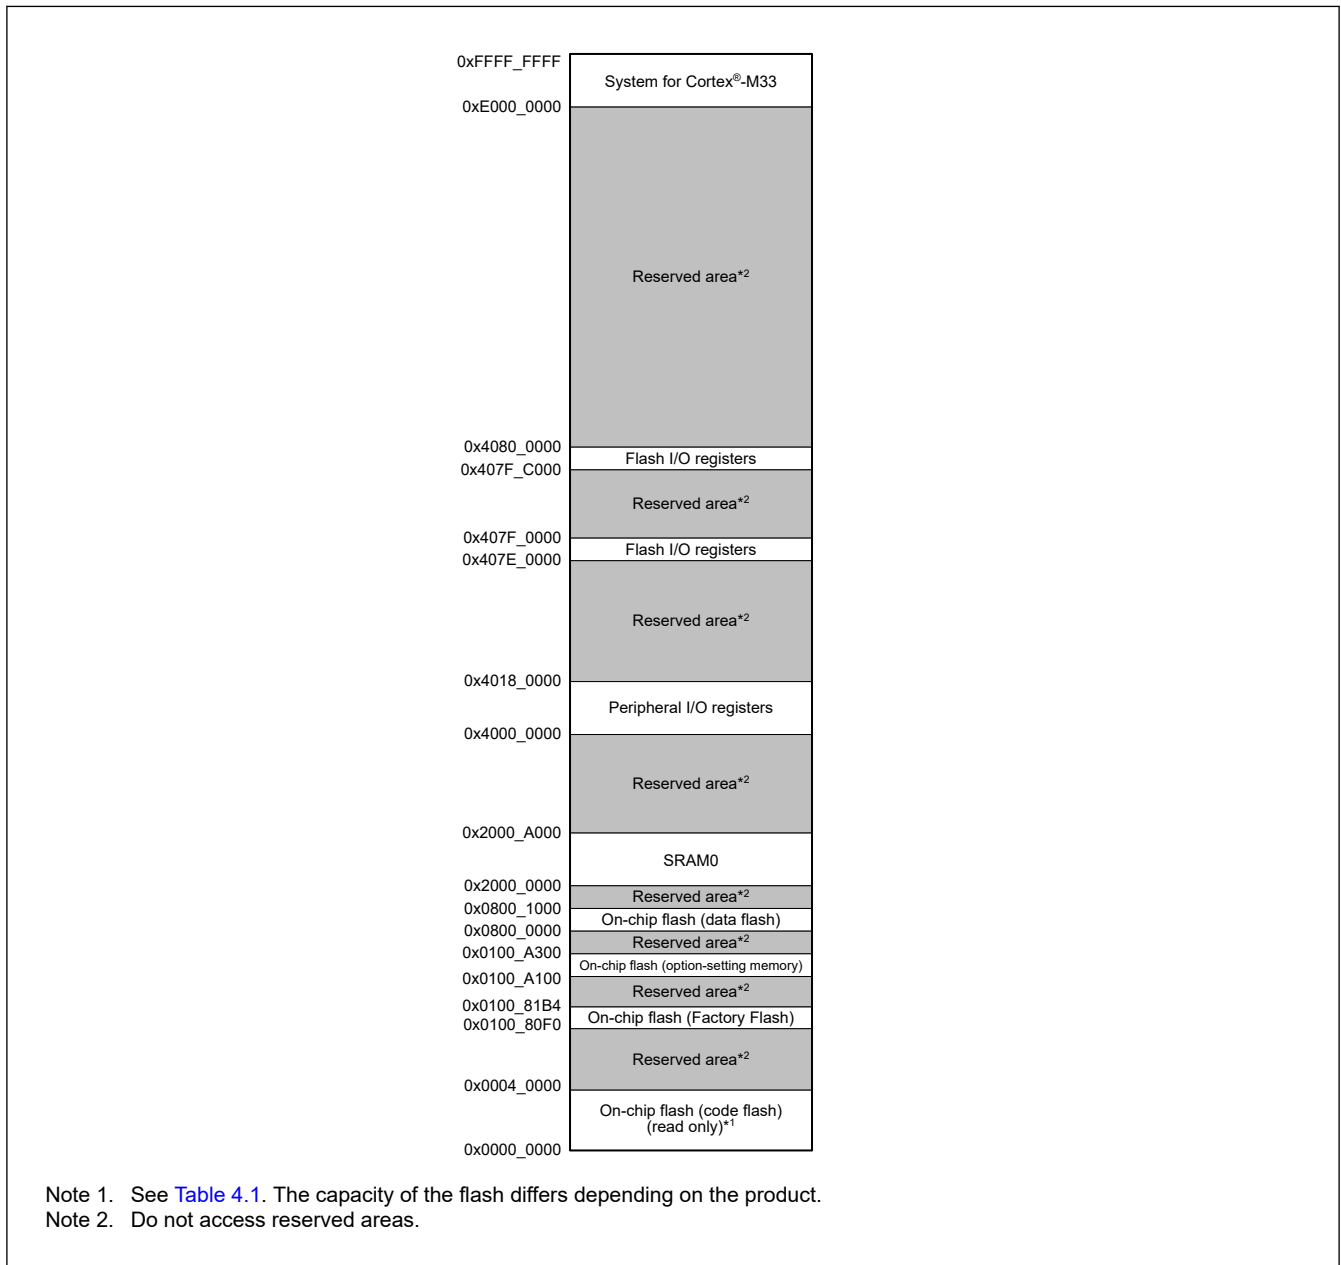 0xFFFF_FFFF
System for Cortex®-M33
0xE000_0000
Reserved area*2
0x4080_0000
Flash I/O registers
0x407F_C000
Reserved area*2
0x407F_0000
Flash I/O registers
0x407E_0000
Reserved area*2
0x4018_0000
Peripheral I/O registers
0x4000_0000
Reserved area*2
0x2000_A000
SRAM0
0x2000_0000
Reserved area*2
0x0800_1000
On-chip flash (data flash)
0x0800_0000
Reserved area*2
0x0100_A300
On-chip flash (option-setting memory)
0x0100_A100
Reserved area*2
0x0100_81B4
On-chip flash (Factory Flash)
0x0100_80F0
Reserved area*2
0x0004_0000
On-chip flash (code flash)
(read only)*1
0x0000_0000
Note 1. See Table 4.1. The capacity of the flash differs depending on the product.
Note 2. Do not access reserved areas.